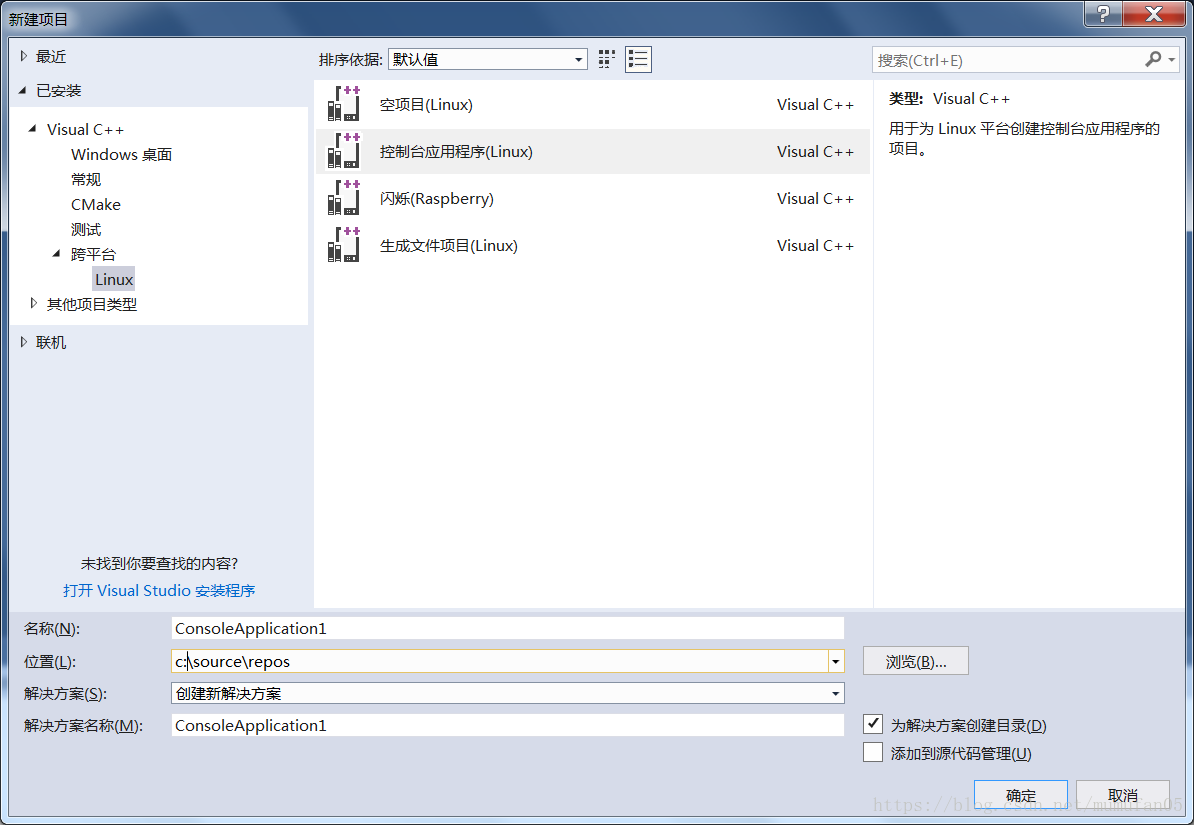 新建项目
最近
已安装
Visual C++
Windows 桌面
常规
CMake
测试
跨平台
Linux
其他项目类型
联机
未找到你要查找的内容?
打开 Visual Studio 安装程序
排序依据: 默认值
空项目(Linux) Visual C++
控制台应用程序(Linux) Visual C++
闪烁(Raspberry) Visual C++
生成文件项目(Linux) Visual C++
搜索(Ctrl+E)
类型: Visual C++
用于为 Linux 平台创建控制台应用程序的
项目。
名称(N): ConsoleApplication1
位置(L): c:\source\repos 浏览(B)...
解决方案(S): 创建新解决方案
解决方案名称(M): ConsoleApplication1
为解决方案创建目录(D)
添加到源代码管理(U)
确定 取消
https://blog.csdn.net/mumufan05